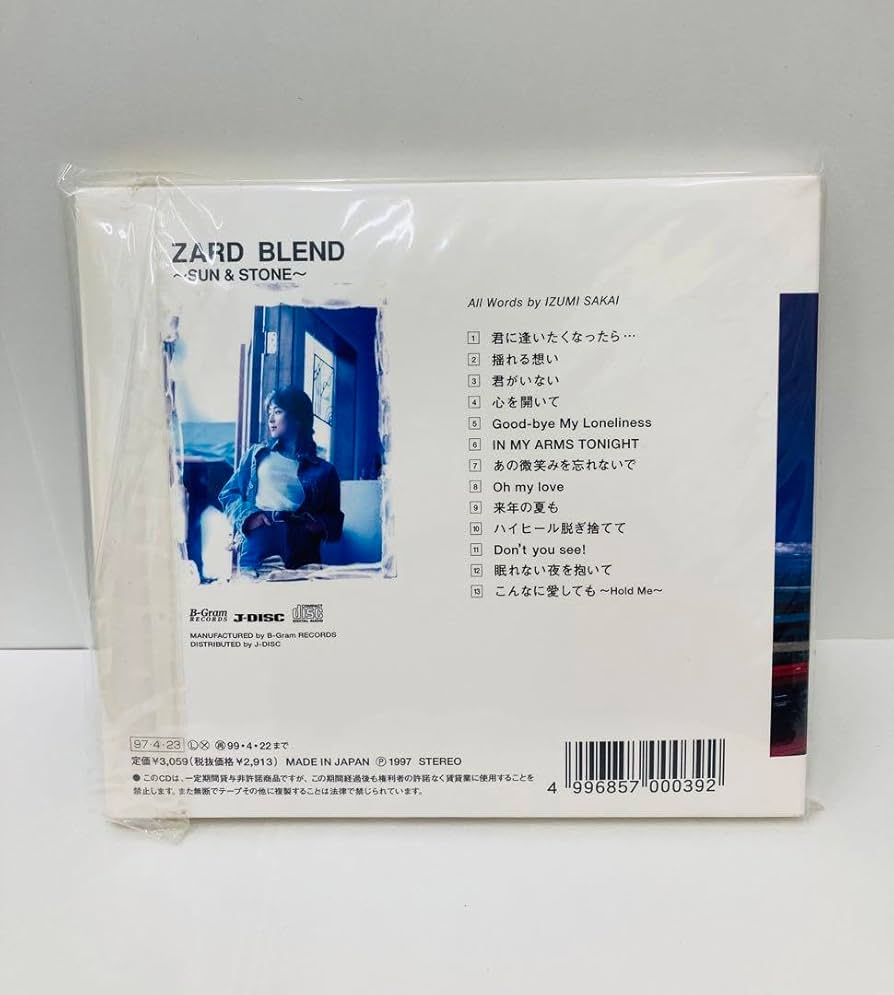 ZARD BLEND
〜SUN & STONE〜
All Words by IZUMI SAKAI
1 君に逢いたくなったら…
2 揺れる想い
3 君がいない
4 心を開いて
5 Good-bye My Loneliness
6 IN MY ARMS TONIGHT
7 あの微笑みを忘れないで
8 Oh my love
9 来年の夏も
10 ハイヒール脱ぎ捨てて
11 Don't you see!
12 眠れない夜を抱いて
13 こんなに愛しても〜Hold Me〜
B-Gram RECORDS J-DISC COMPACT disc DIGITAL AUDIO
MANUFACTURED by B-Gram RECORDS
DISTRIBUTED by J-DISC
97・4・23 Ⓛ Ⓧ ㊢99・4・22まで
定価¥3,059(税抜価格¥2,913) MADE IN JAPAN Ⓟ 1997 STEREO
●このCDは、一定期間貸与非許諾商品ですが、この期間経過後も権利者の許諾なく賃貸業に使用することを
禁止します。また無断でテープその他に複製することは法律で禁じられています。
4 996857 000392